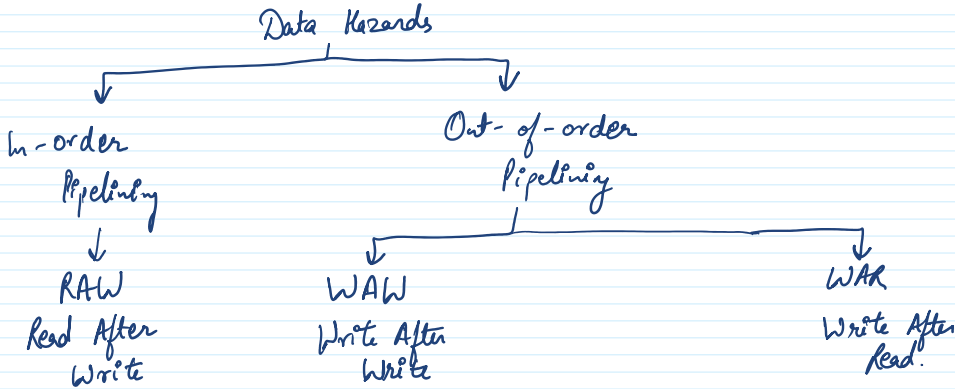 Data Hazards
In-order
Pipelining
Out-of-order
Pipelining
RAW
Read After
Write
WAW
Write After
Write
WAR
Write After
Read.